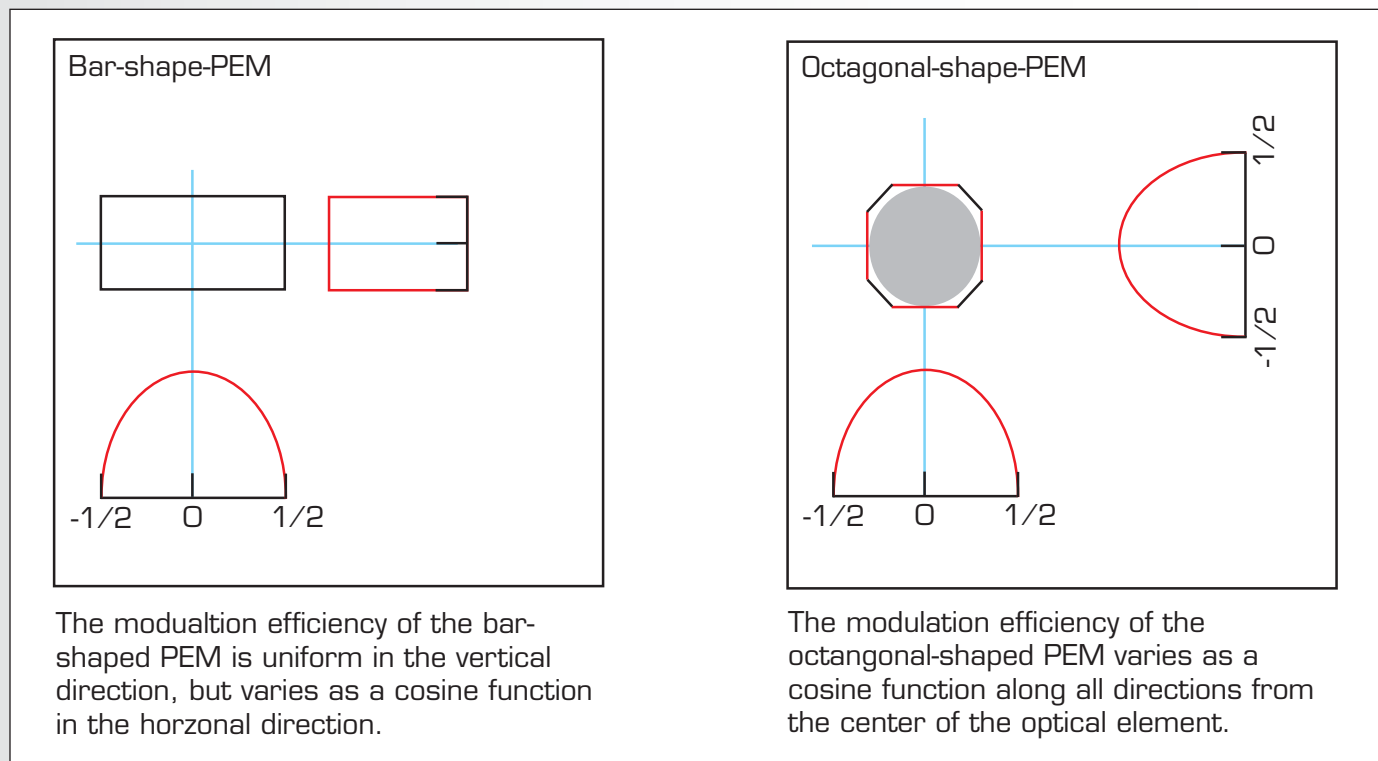 Bar-shape-PEM
-1/2 0 1/2
The modualtion efficiency of the bar-
shaped PEM is uniform in the vertical
direction, but varies as a cosine function
in the horzonal direction.
Octagonal-shape-PEM
1/2
0
-1/2
-1/2 0 1/2
The modulation efficiency of the
octangonal-shaped PEM varies as a
cosine function along all directions from
the center of the optical element.